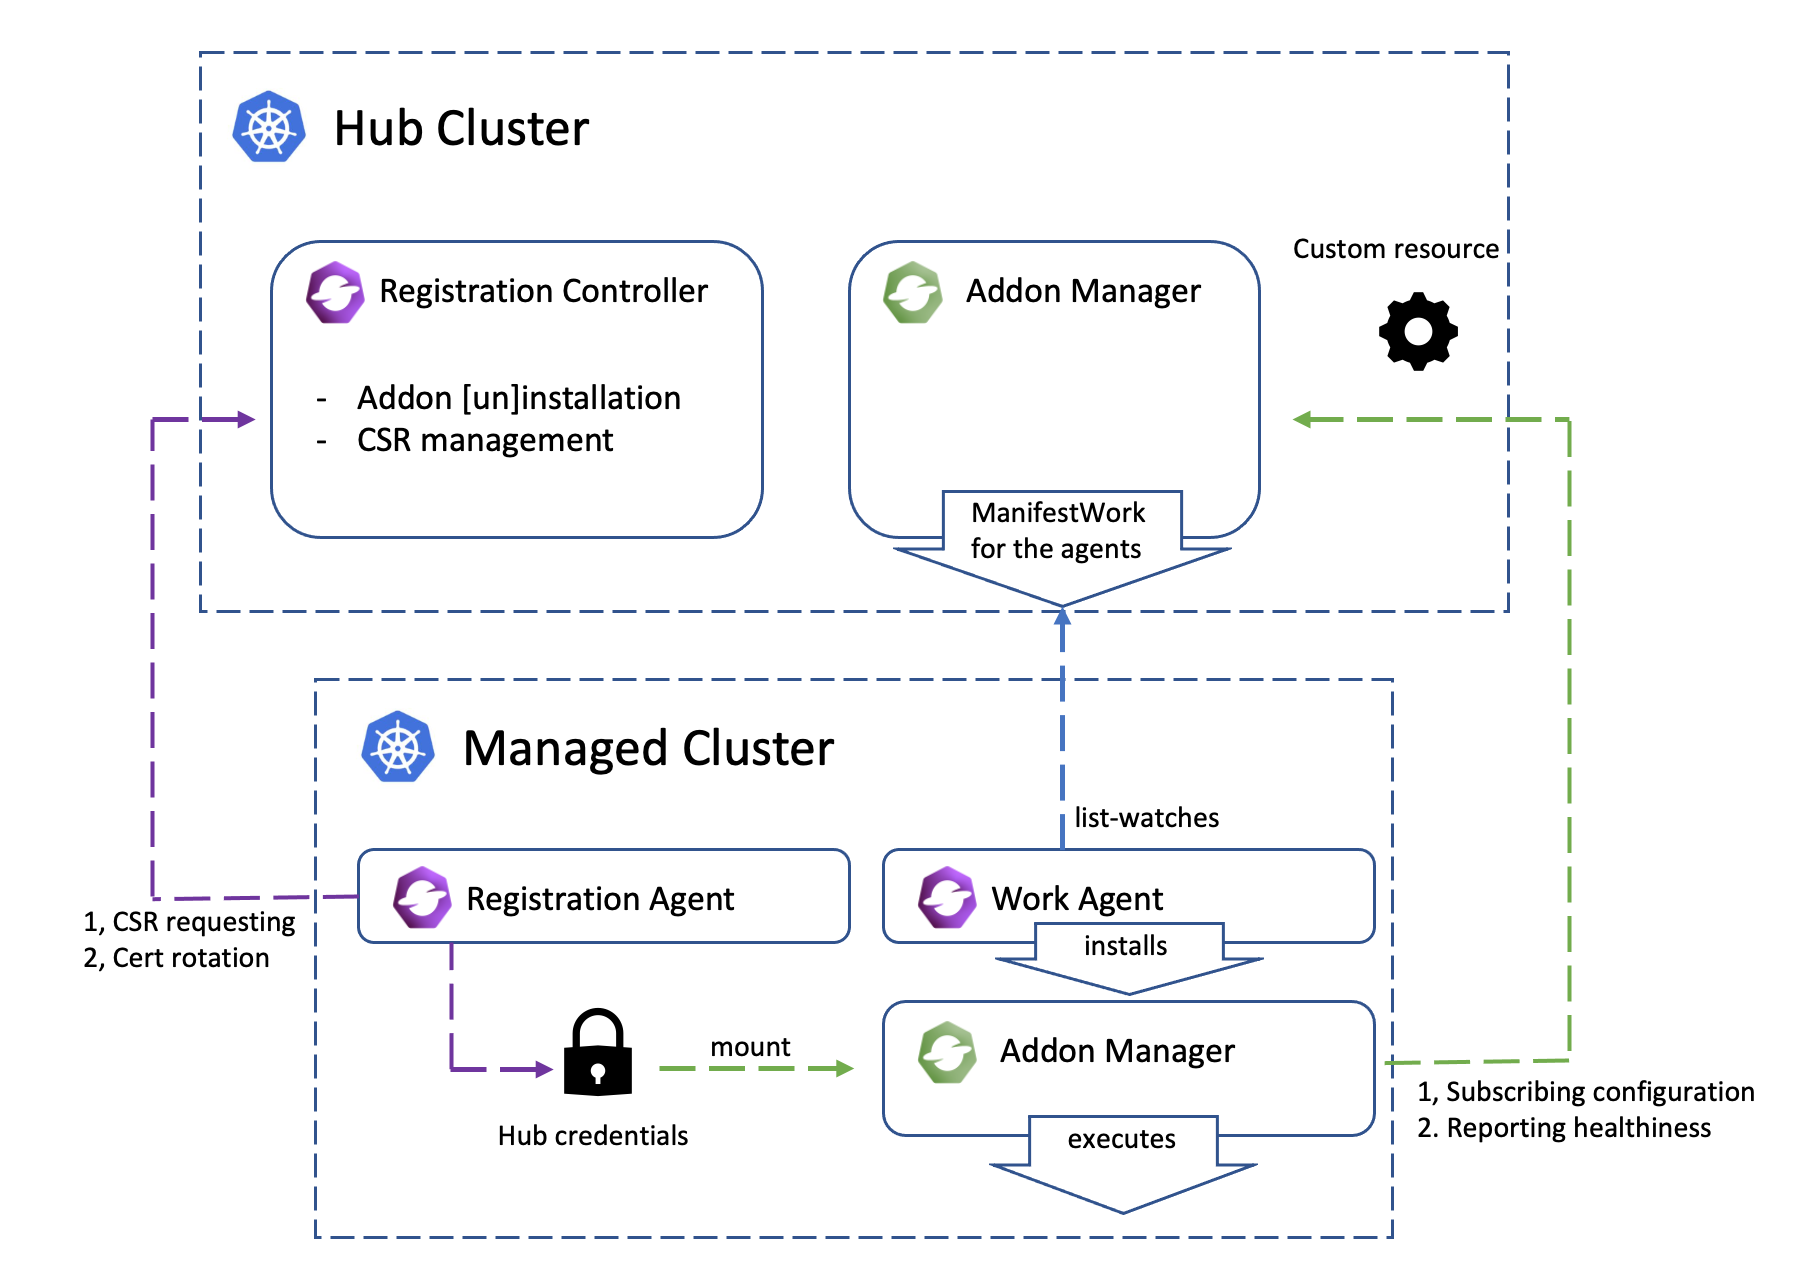 Hub Cluster
Custom resource
Registration Controller
- Addon [un]installation
- CSR management
Addon Manager
ManifestWork
for the agents
Managed Cluster
list-watches
Registration Agent
Work Agent
installs
1, CSR requesting
2, Cert rotation
mount
Hub credentials
Addon Manager
executes
1, Subscribing configuration
2. Reporting healthiness